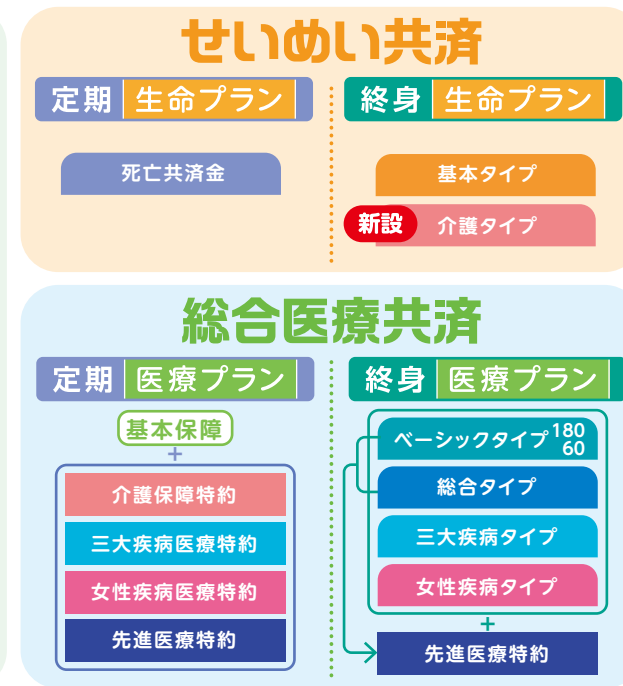 せいめい共済
定期 生命プラン
死亡共済金
終身 生命プラン
基本タイプ
新設 介護タイプ
総合医療共済
定期 医療プラン
基本保障
+
介護保障特約
三大疾病医療特約
女性疾病医療特約
先進医療特約
終身 医療プラン
ベーシックタイプ 180
60
総合タイプ
三大疾病タイプ
女性疾病タイプ
+
先進医療特約